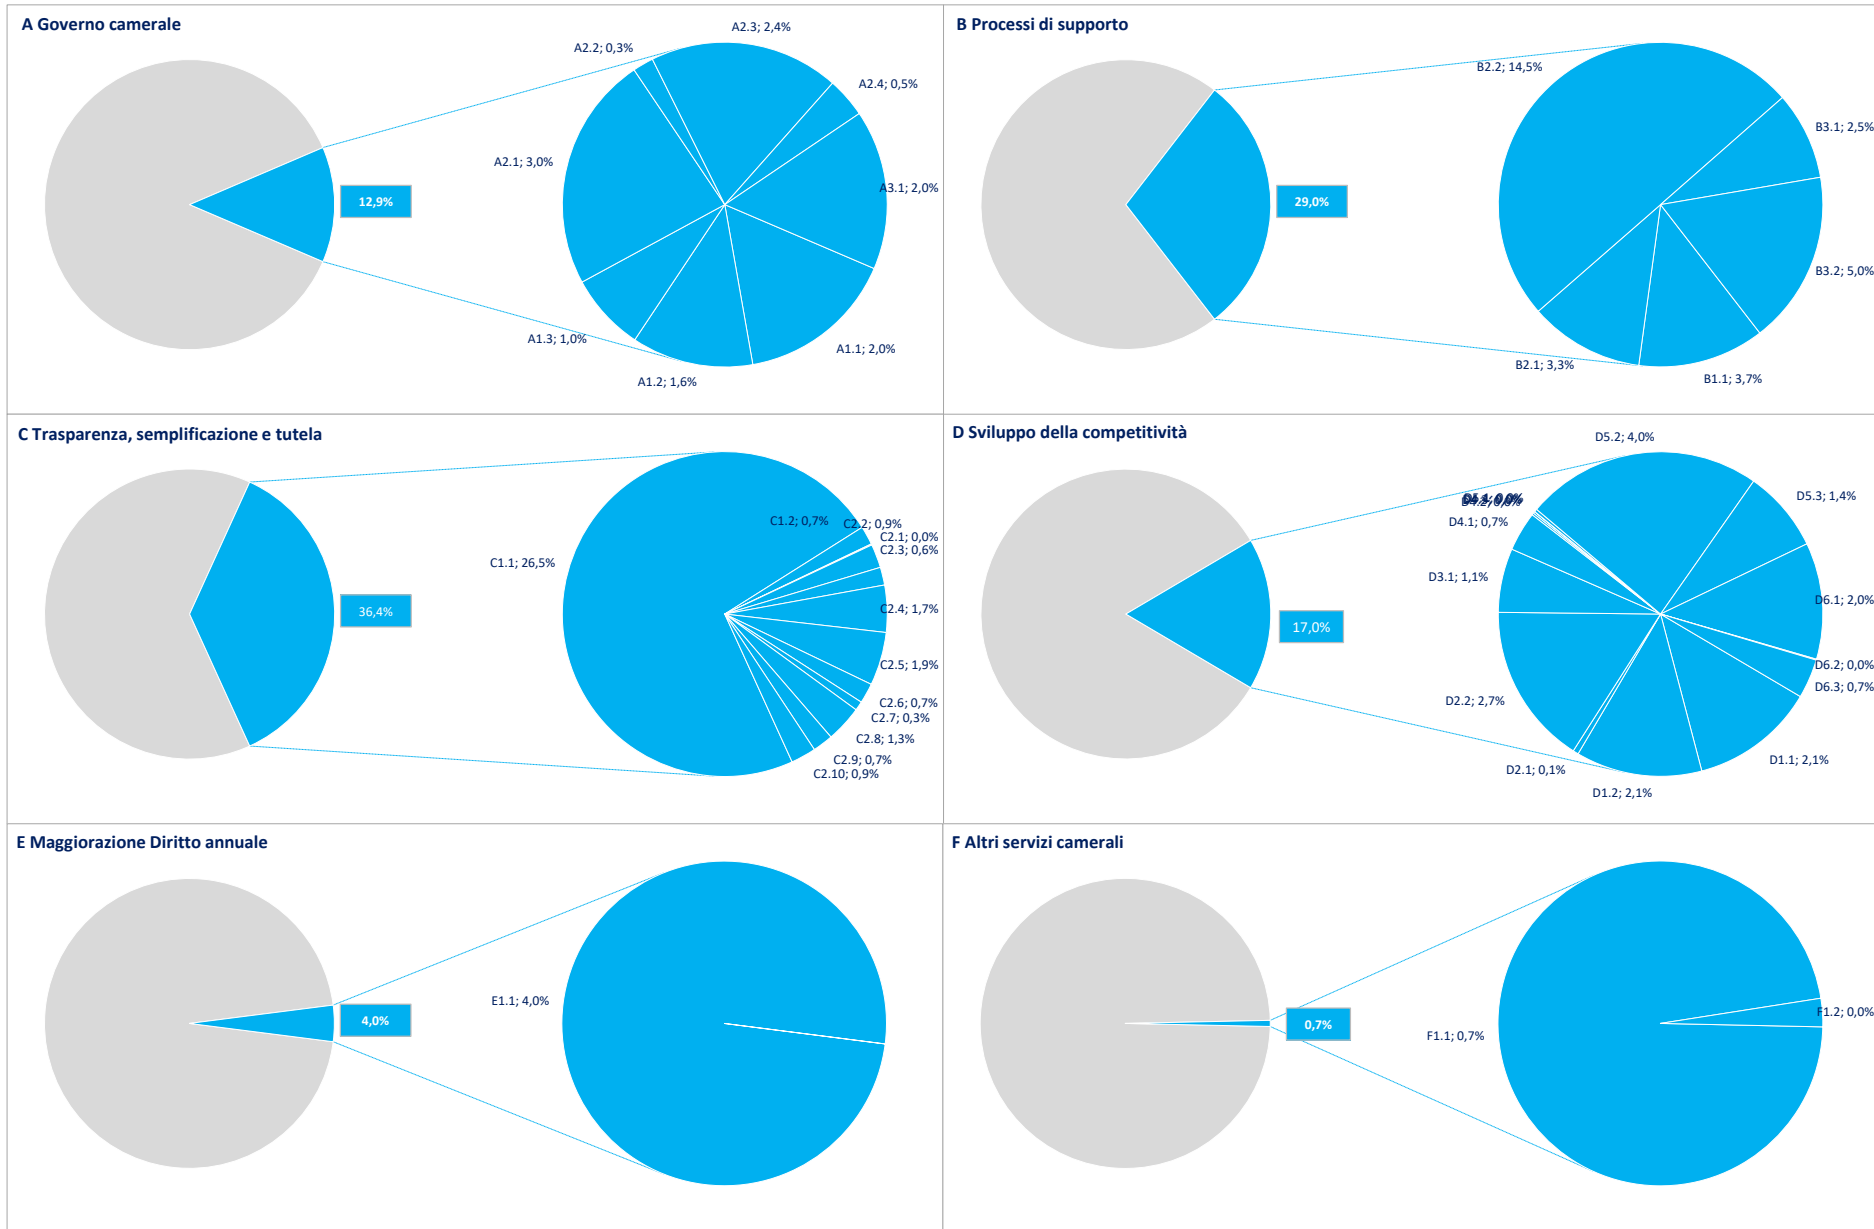 A Governo camerale
A2.3; 2,4%
A2.2; 0,3%
A2.4; 0,5%
A2.1; 3,0%
A3.1; 2,0%
12,9%
A1.3; 1,0%
A1.1; 2,0%
A1.2; 1,6%
B Processi di supporto
B2.2; 14,5%
B3.1; 2,5%
29,0%
B3.2; 5,0%
B2.1; 3,3%
B1.1; 3,7%
C Trasparenza, semplificazione e tutela
C1.2; 0,7%
C2.2; 0,9%
C2.1; 0,0%
C2.3; 0,6%
C1.1; 26,5%
36,4%
C2.4; 1,7%
C2.5; 1,9%
C2.6; 0,7%
C2.7; 0,3%
C2.8; 1,3%
C2.9; 0,7%
C2.10; 0,9%
D Sviluppo della competitività
D5.2; 4,0%
D5.3; 1,4%
D4.1; 0,7%
D3.1; 1,1%
D6.1; 2,0%
17,0%
D6.2; 0,0%
D6.3; 0,7%
D2.2; 2,7%
D1.1; 2,1%
D2.1; 0,1%
D1.2; 2,1%
E Maggiorazione Diritto annuale
E1.1; 4,0%
4,0%
F Altri servizi camerali
F1.2; 0,0%
0,7%
F1.1; 0,7%